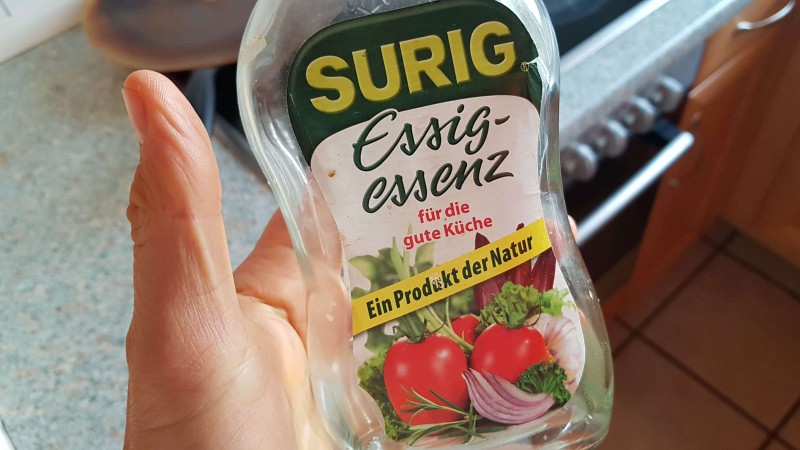 SURIG
Essig-
essenz
für die
gute Küche
Ein Produkt der Natur